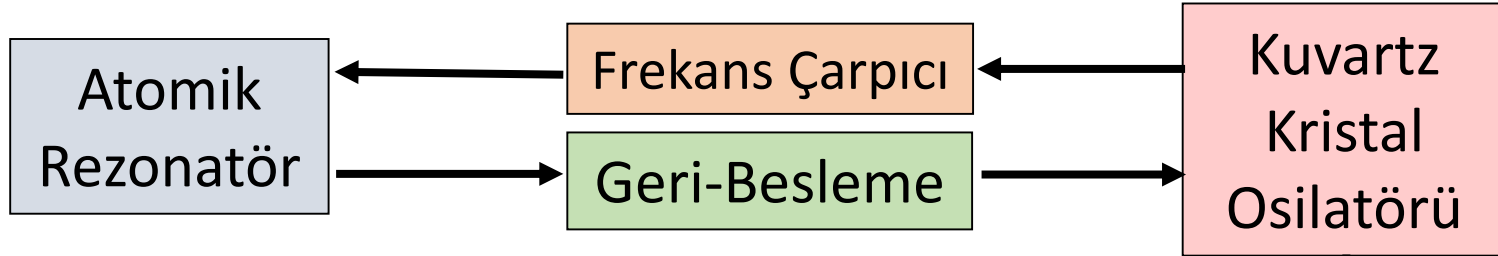 Atomik
Rezonatör
Frekans Çarpıcı
Geri-Besleme
Kuvartz
Kristal
Osilatörü